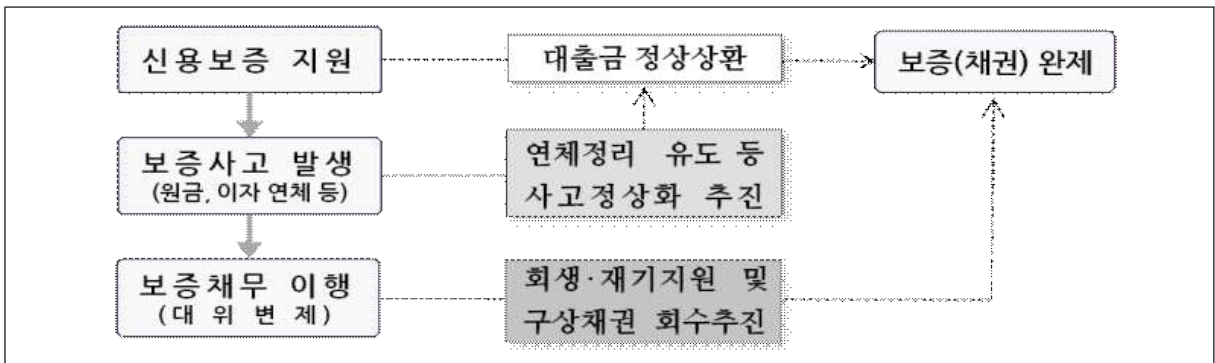 신용보증 지원
대출금 정상상환
보증(채권) 완제
보증사고 발생
(원금, 이자 연체 등)
연체정리 유도 등
사고정상화 추진
보증채무 이행
(대 위 변 제)
회생·재기지원 및
구상채권 회수추진